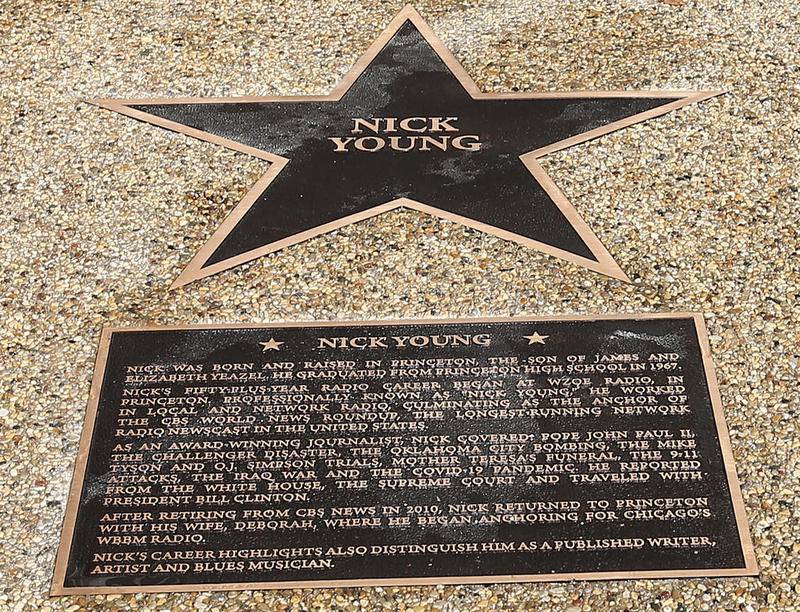 NICK
YOUNG
NICK YOUNG
NICK WAS BORN AND RAISED IN PRINCETON, THE SON OF JAMES AND
ELIZABETH YEAZEL. HE GRADUATED FROM PRINCETON HIGH SCHOOL IN 1967.
NICK'S FIFTY-PLUS-YEAR RADIO CAREER BEGAN AT WZOE RADIO, IN
PRINCETON. PROFESSIONALLY KNOWN AS "NICK YOUNG," HE WORKED
IN LOCAL AND NETWORK RADIO, CULMINATING AS THE ANCHOR OF
THE CBS WORLD NEWS ROUNDUP, THE LONGEST-RUNNING NETWORK
RADIO NEWSCAST IN THE UNITED STATES.
AS AN AWARD-WINNING JOURNALIST, NICK COVERED: POPE JOHN PAUL II,
THE CHALLENGER DISASTER, THE OKLAHOMA CITY BOMBING, THE MIKE
TYSON AND O.J. SIMPSON TRIALS, MOTHER TERESA'S FUNERAL, THE 9-11
ATTACKS, THE IRAQ WAR AND THE COVID-19 PANDEMIC. HE REPORTED
FROM THE WHITE HOUSE, THE SUPREME COURT AND TRAVELED WITH
PRESIDENT BILL CLINTON.
AFTER RETIRING FROM CBS NEWS IN 2010, NICK RETURNED TO PRINCETON
WITH HIS WIFE, DEBORAH, WHERE HE BEGAN ANCHORING FOR CHICAGO'S
WBBM RADIO.
NICK'S CAREER HIGHLIGHTS ALSO DISTINGUISH HIM AS A PUBLISHED WRITER,
ARTIST AND BLUES MUSICIAN.